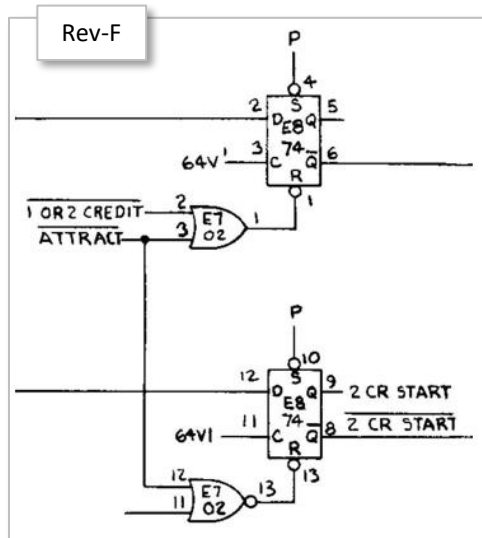 Rev-F
P
4
S
2 D E8 Q 5
3 C 74 Q̅ 6
64V'
R
1
1 OR 2 CREDIT 2
E7 1
ATTRACT 3 02
P
10
S
12 D Q 9 2 CR START
E8
11 C 74 Q̅ 8 2 CR START
64V1
R
13
12 E7 13
11 02